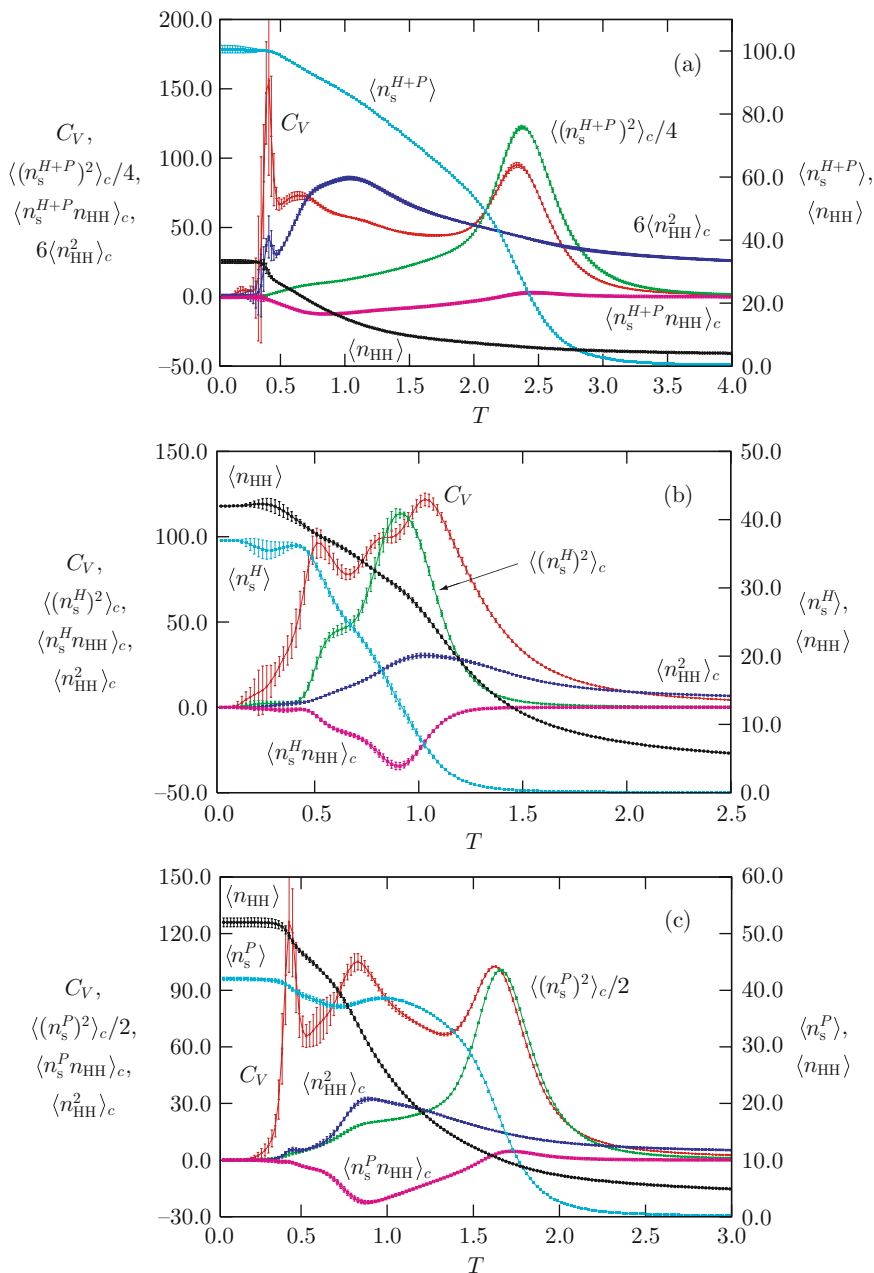 200.0
150.0
100.0
50.0
0.0
−50.0
100.0
80.0
60.0
40.0
20.0
0.0
0.0 0.5 1.0 1.5 2.0 2.5 3.0 3.5 4.0
T
(a)
C_V,
⟨(n_s^{H+P})^2⟩_c/4,
⟨n_s^{H+P} n_HH⟩_c,
6⟨n_HH^2⟩_c
⟨n_s^{H+P}⟩,
⟨n_HH⟩
⟨n_s^{H+P}⟩
C_V
⟨(n_s^{H+P})^2⟩_c/4
6⟨n_HH^2⟩_c
⟨n_s^{H+P} n_HH⟩_c
⟨n_HH⟩
150.0
100.0
50.0
0.0
−50.0
50.0
40.0
30.0
20.0
10.0
0.0
0.0 0.5 1.0 1.5 2.0 2.5
T
(b)
C_V,
⟨(n_s^H)^2⟩_c,
⟨n_s^H n_HH⟩_c,
⟨n_HH^2⟩_c
⟨n_s^H⟩,
⟨n_HH⟩
⟨n_HH⟩
C_V
⟨n_s^H⟩
⟨(n_s^H)^2⟩_c
⟨n_HH^2⟩_c
⟨n_s^H n_HH⟩_c
150.0
120.0
90.0
60.0
30.0
0.0
−30.0
60.0
50.0
40.0
30.0
20.0
10.0
0.0
0.0 0.5 1.0 1.5 2.0 2.5 3.0
T
(c)
C_V,
⟨(n_s^P)^2⟩_c/2,
⟨n_s^P n_HH⟩_c,
⟨n_HH^2⟩_c
⟨n_s^P⟩,
⟨n_HH⟩
⟨n_HH⟩
⟨n_s^P⟩
⟨(n_s^P)^2⟩_c/2
C_V
⟨n_HH^2⟩_c
⟨n_s^P n_HH⟩_c